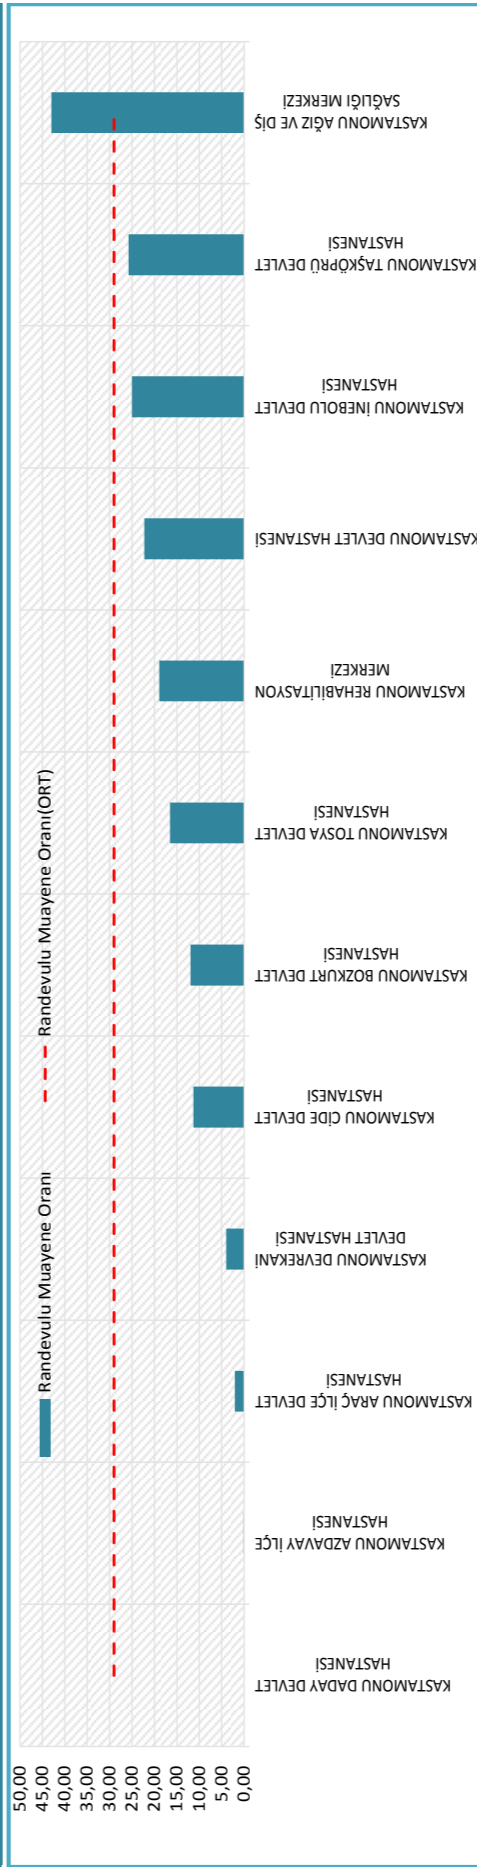 Randevulu Muayene Oranı
Randevulu Muayene Oranı(ORT)
50,00
45,00
40,00
35,00
30,00
25,00
20,00
15,00
10,00
5,00
0,00
KASTAMONU DADAY DEVLET
HASTANESİ
KASTAMONU AZDAVAY İLÇE
HASTANESİ
KASTAMONU ARAÇ İLÇE DEVLET
HASTANESİ
KASTAMONU DEVREKANİ
DEVLET HASTANESİ
KASTAMONU CİDE DEVLET
HASTANESİ
KASTAMONU BOZKURT DEVLET
HASTANESİ
KASTAMONU TOSYA DEVLET
HASTANESİ
KASTAMONU REHABİLİTASYON
MERKEZİ
KASTAMONU DEVLET HASTANESİ
KASTAMONU İNEBOLU DEVLET
HASTANESİ
KASTAMONU TAŞKÖPRÜ DEVLET
HASTANESİ
KASTAMONU AĞIZ VE DİŞ
SAĞLIĞI MERKEZİ